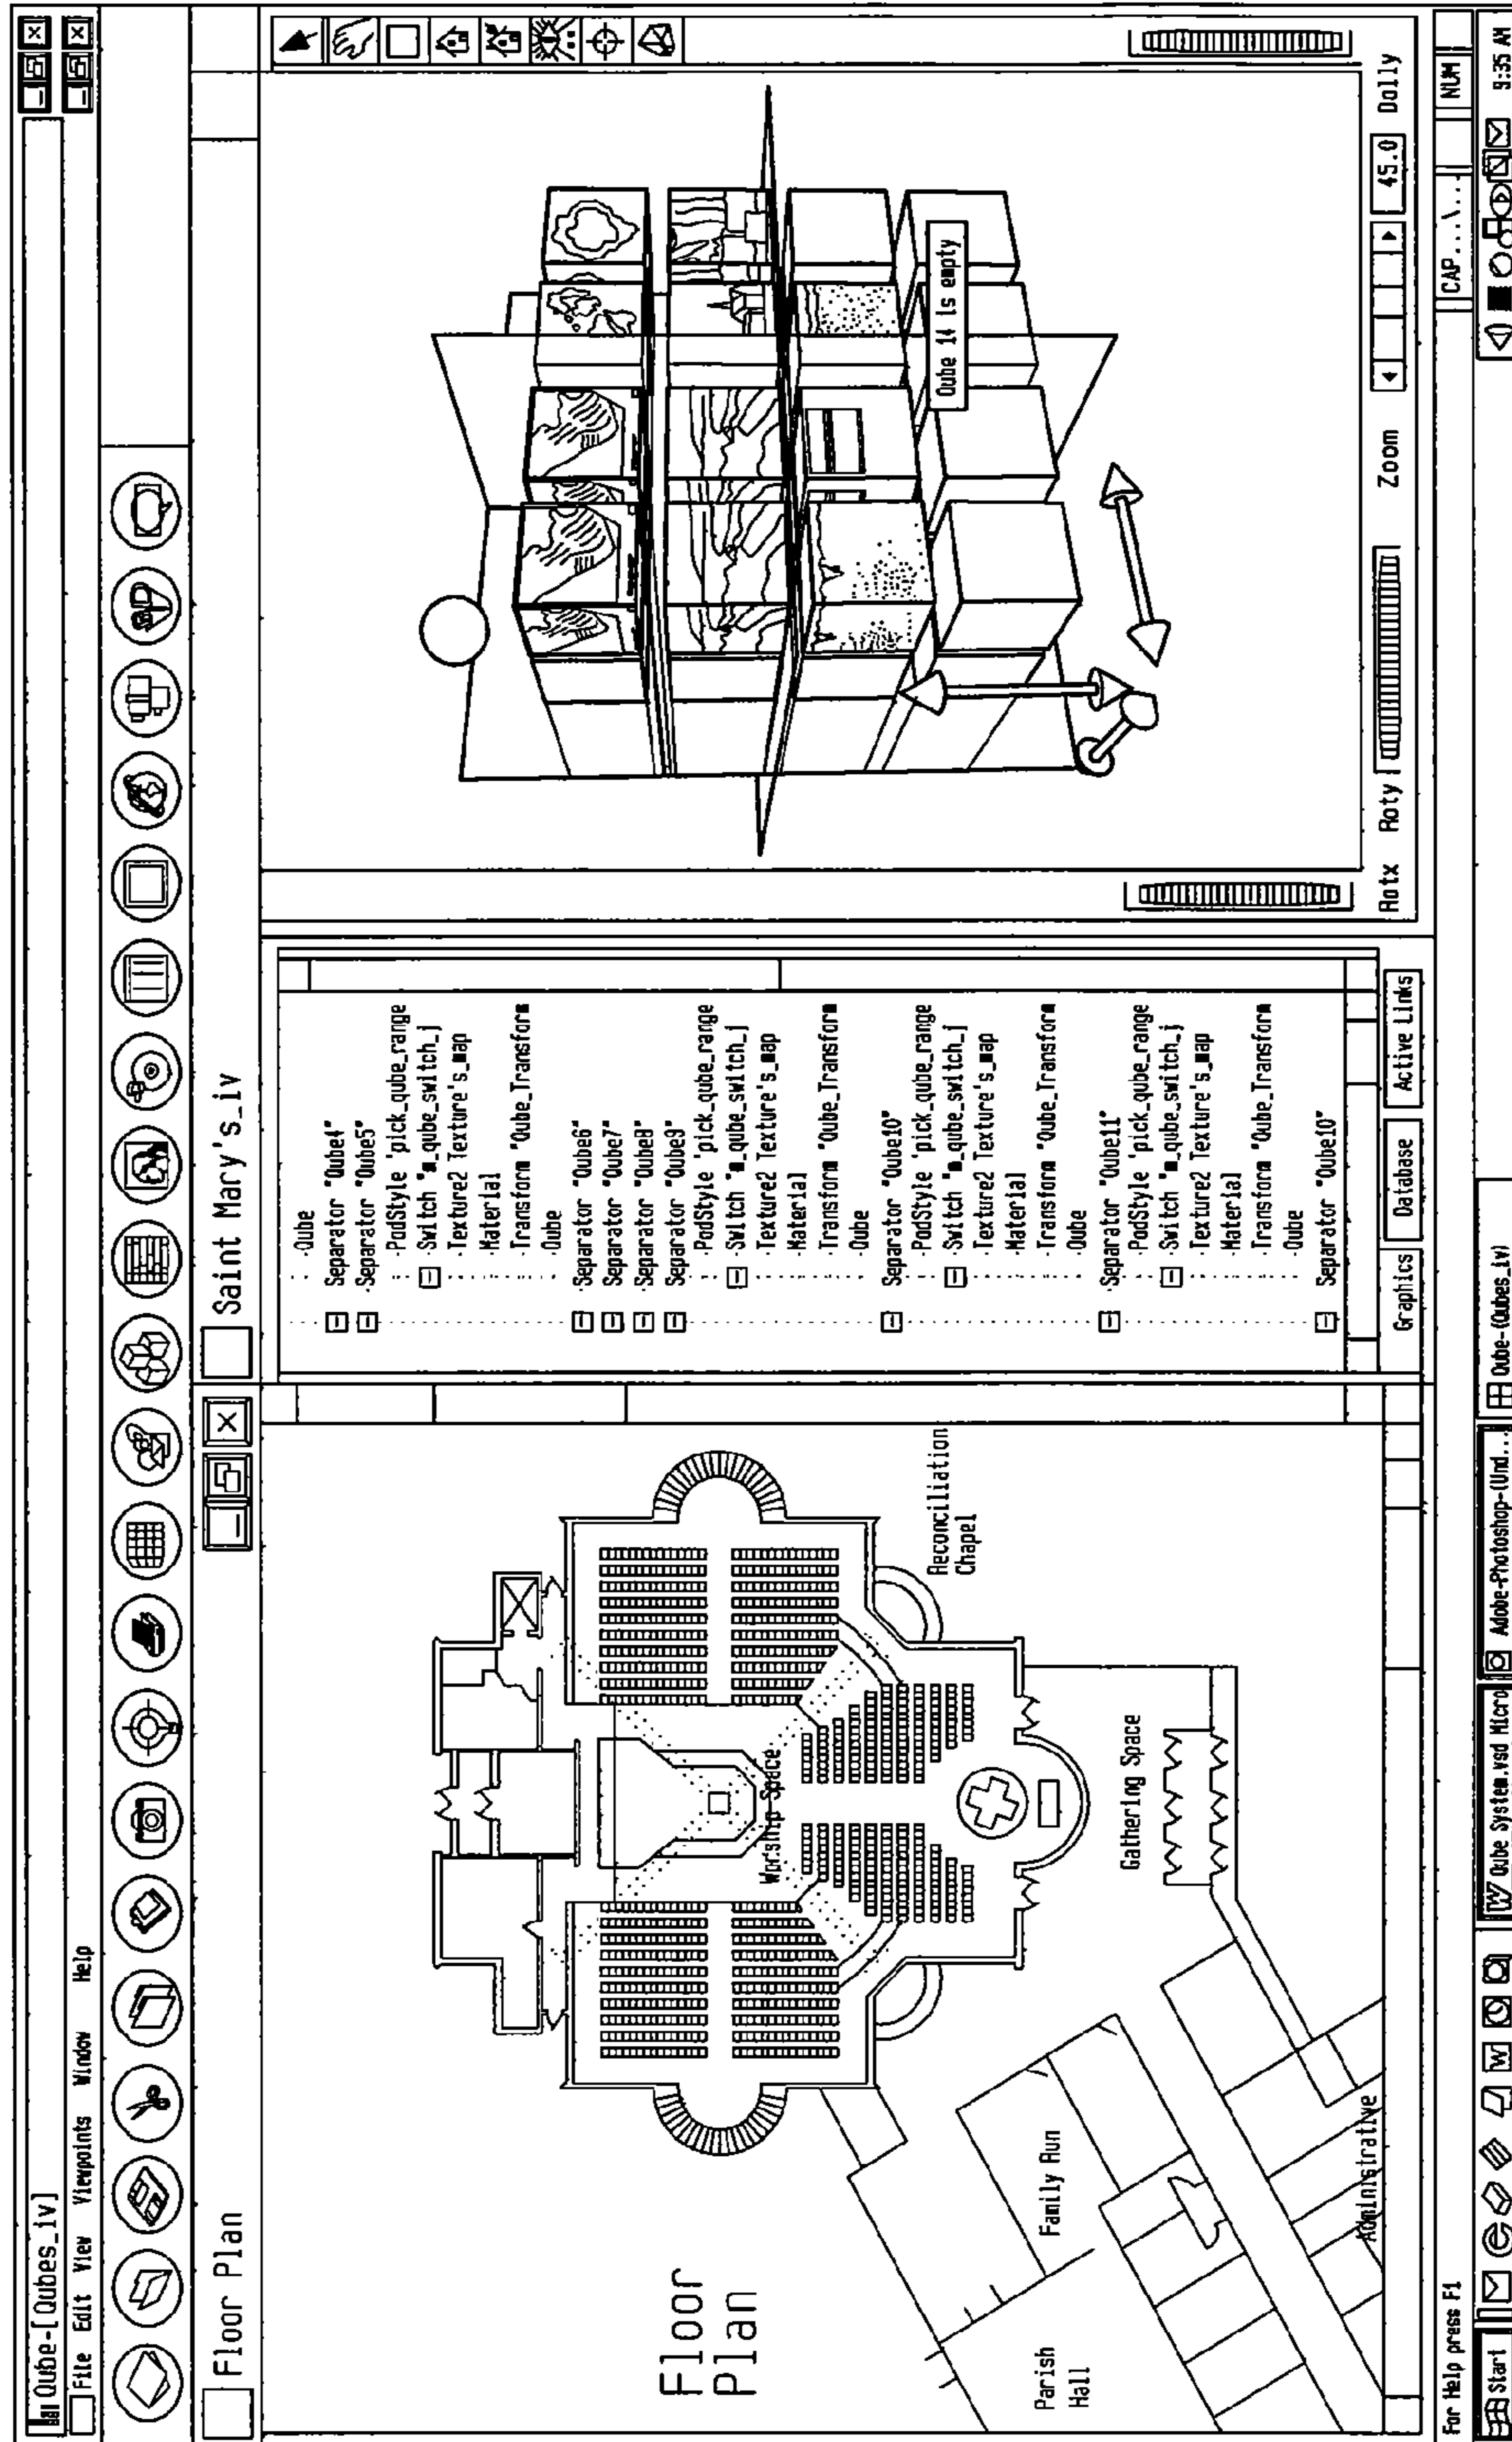 Qube-[ Qubes_iv]
File Edit View Viewpoints Window Help
Floor Plan
Floor
Plan
Parish
Hall
Family Run
Administrative
Worship Space
Gathering Space
Reconciliation
Chapel
Saint Mary's_iv
Qube
Separator "Qube4"
Separator "Qube5"
PodStyle 'pick_qube_range
Switch "m_qube_switch_j
Texture2 Texture's_map
Material
Transform "Qube_Transform
Qube
Separator "Qube6"
Separator "Qube7"
Separator "Qube8"
Separator "Qube9"
PodStyle 'pick_qube_range
Switch "m_qube_switch_j
Texture2 Texture's_map
Material
Transform "Qube_Transform
Qube
Separator "Qube10"
PodStyle 'pick_qube_range
Switch "m_qube_switch_j
Texture2 Texture's_map
Material
Transform "Qube_Transform
Qube
Separator "Qube11"
PodStyle 'pick_qube_range
Switch "m_qube_switch_j
Texture2 Texture's_map
Material
Transform "Qube_Transform
Qube
Separator "Qube10"
Graphics Database Active Links
Qube 14 is empty
Rotx Roty Zoom 45.0 Dolly
For Help press F1
CAP...\... NUM
Start W W Qube System.vsd Micro Adobe-Photoshop-(Und... Qube-(Qubes_iv) 9:35 AM